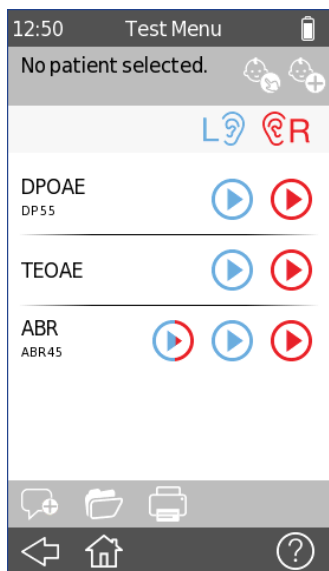 12:50 Test Menu
No patient selected.
L R
DPOAE
DP55
TEOAE
ABR
ABR45
?